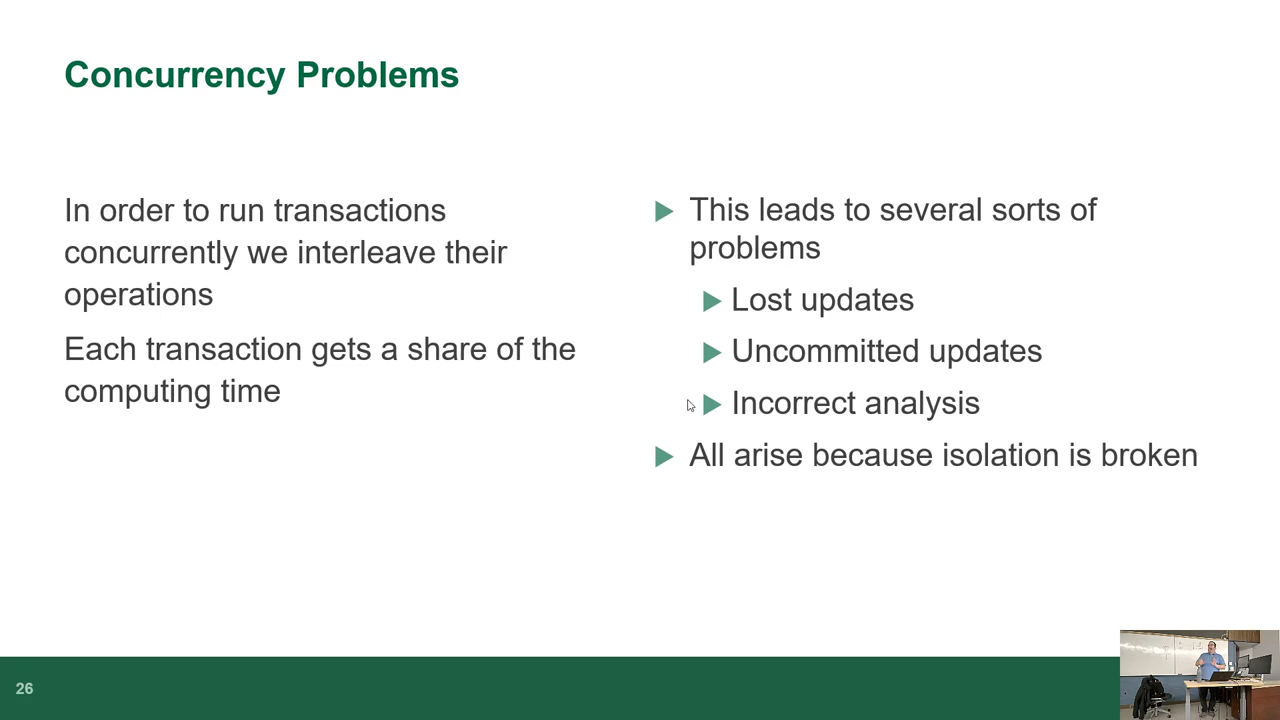 Concurrency Problems
In order to run transactions
concurrently we interleave their
operations
Each transaction gets a share of the
computing time
This leads to several sorts of
problems
Lost updates
Uncommitted updates
Incorrect analysis
All arise because isolation is broken
26